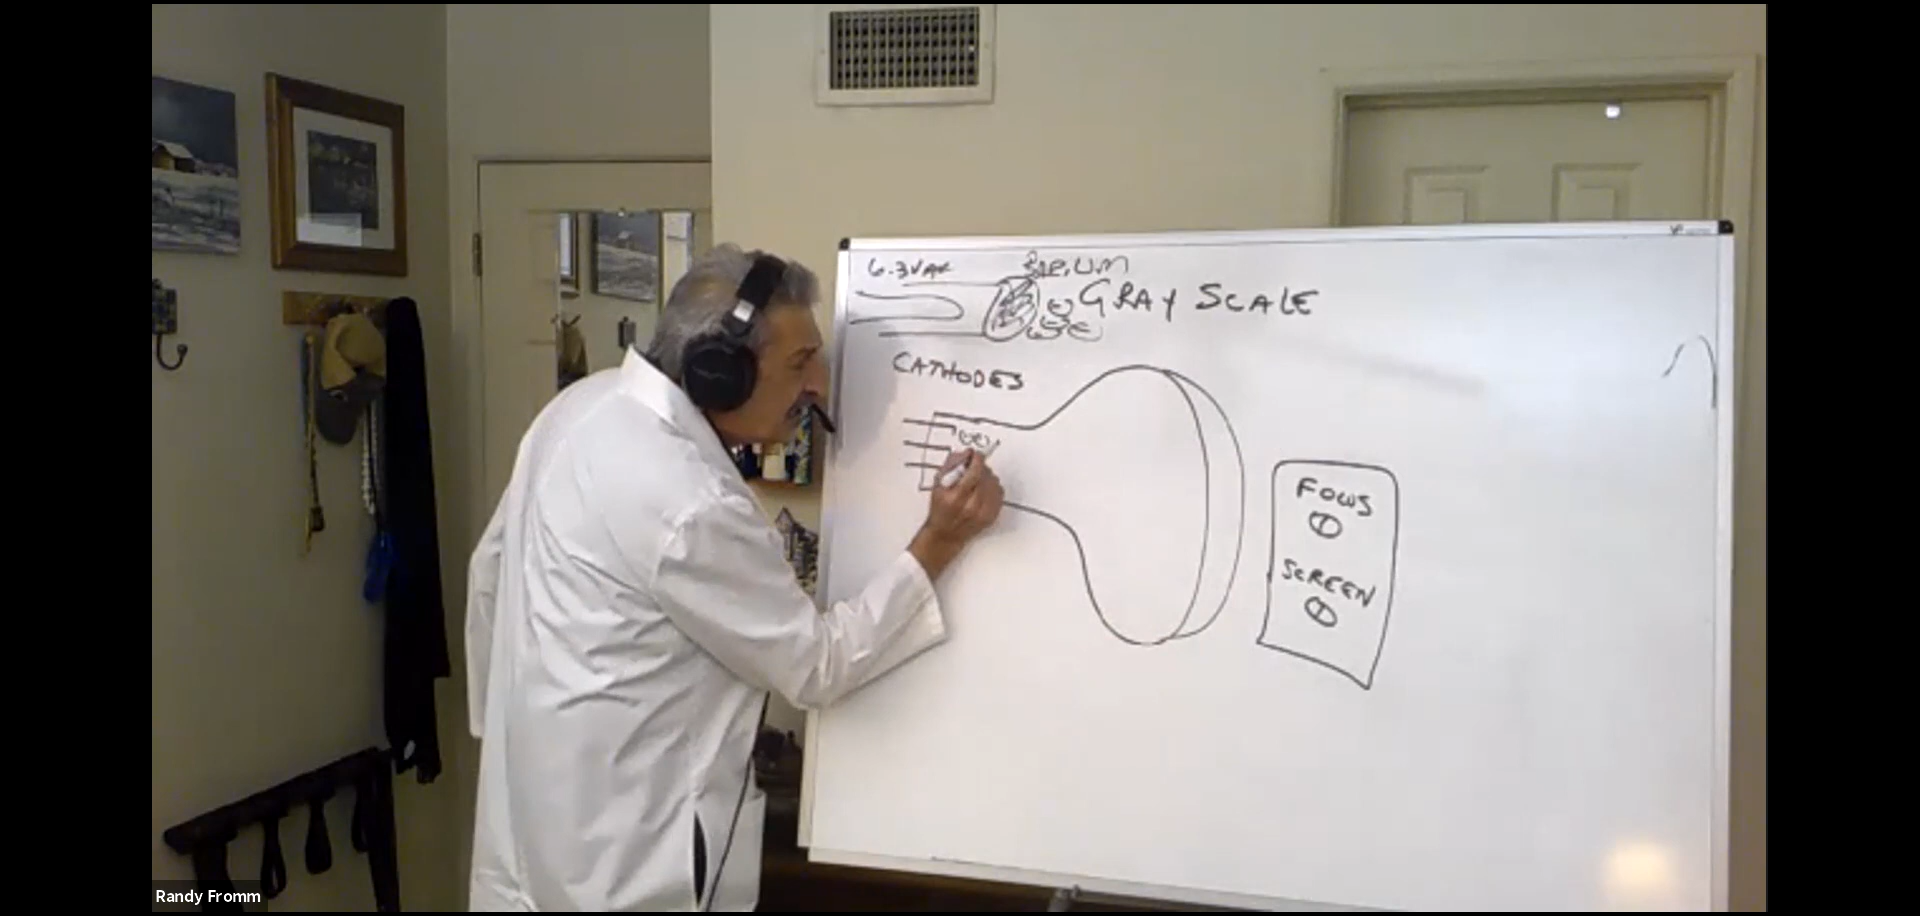 6.3VAC
BARIUM
GRAY SCALE
CATHODES
FOCUS
SCREEN
Randy Fromm